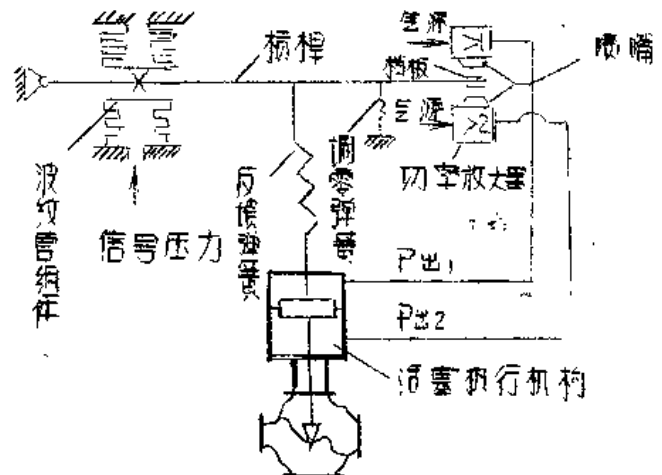 气源
杠杆
档板
喷嘴
气源
功率放大器
波纹管组件
信号压力
反馈弹簧
调零弹簧
P出1
P出2
活塞执行机构